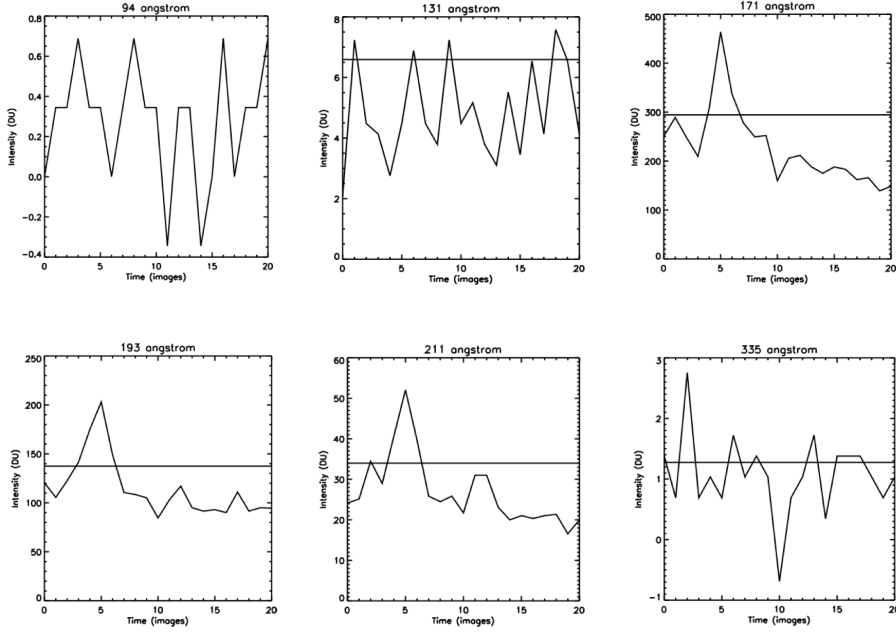 94 angstrom
0.8
0.6
0.4
0.2
0.0
−0.2
−0.4
Intensity (DU)
0 5 10 15 20
Time (images)
131 angstrom
8
6
4
2
0
Intensity (DU)
0 5 10 15 20
Time (images)
171 angstrom
500
400
300
200
100
0
Intensity (DU)
0 5 10 15 20
Time (images)
193 angstrom
250
200
150
100
50
0
Intensity (DU)
0 5 10 15 20
Time (images)
211 angstrom
60
50
40
30
20
10
0
Intensity (DU)
0 5 10 15 20
Time (images)
335 angstrom
3
2
1
0
−1
Intensity (DU)
0 5 10 15 20
Time (images)